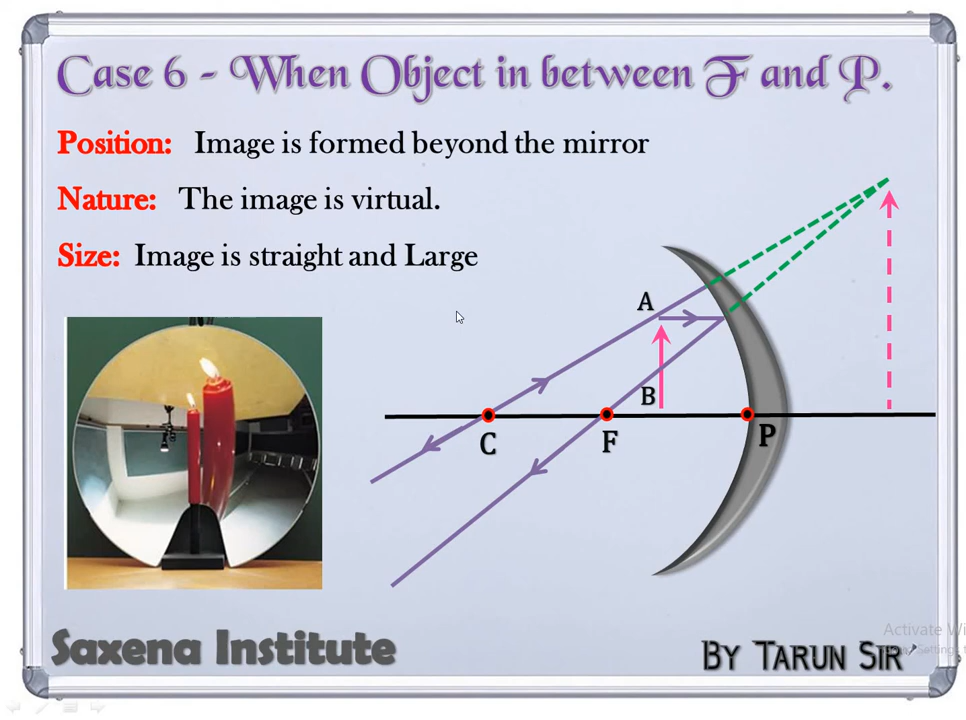 Case 6 - When Object in between F and P.
Position: Image is formed beyond the mirror
Nature: The image is virtual.
Size: Image is straight and Large
A
B
C
F
P
Saxena Institute
By Tarun Sir
Activate Wi